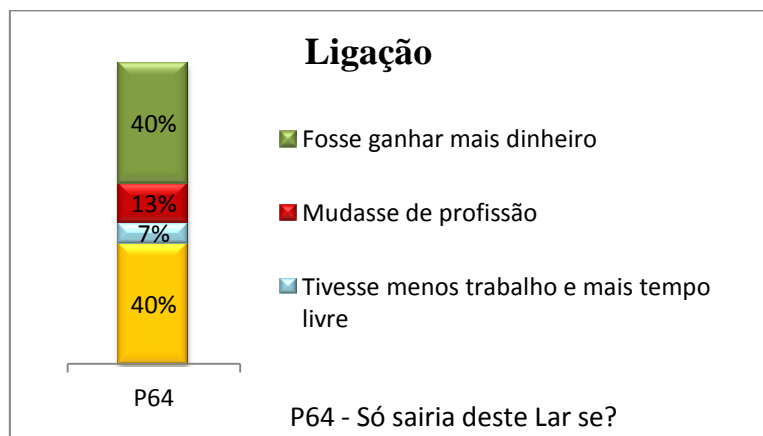 Ligação
40%
13%
7%
40%
P64
Fosse ganhar mais dinheiro
Mudasse de profissão
Tivesse menos trabalho e mais tempo
livre
P64 - Só sairia deste Lar se?